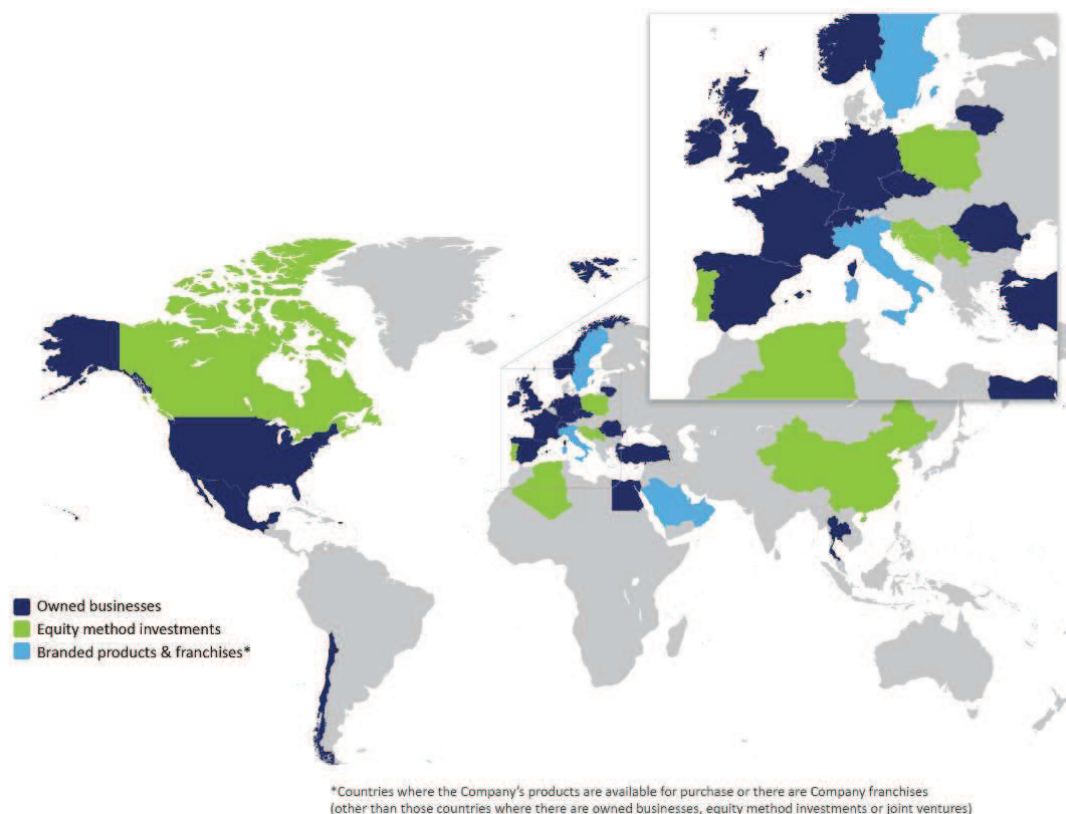 Owned businesses
Equity method investments
Branded products & franchises*
*Countries where the Company's products are available for purchase or there are Company franchises
(other than those countries where there are owned businesses, equity method investments or joint ventures)